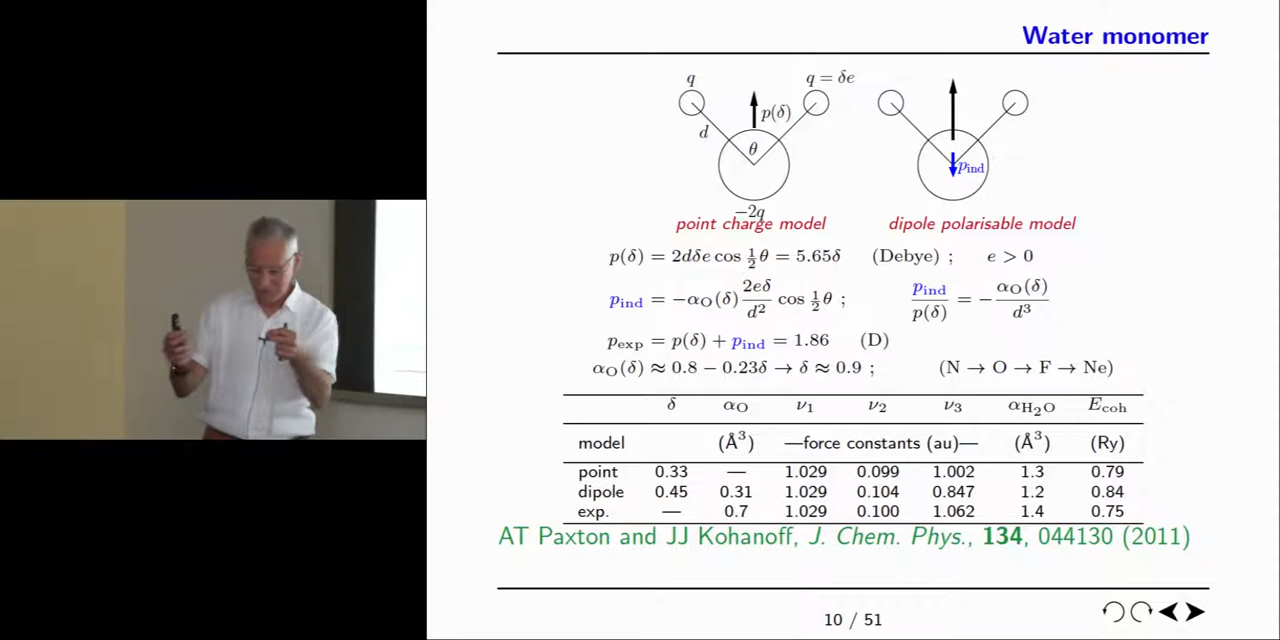 Water monomer
q q = δe
p(δ)
d
θ
p_ind
−2q
point charge model dipole polarisable model
p(δ) = 2dδe cos ½θ = 5.65δ (Debye) ; e > 0
p_ind = −α_O(δ) 2eδ/d² cos ½θ ; p_ind/p(δ) = − α_O(δ)/d³
p_exp = p(δ) + p_ind = 1.86 (D)
α_O(δ) ≈ 0.8 − 0.23δ → δ ≈ 0.9 ; (N → O → F → Ne)
δ α_O ν₁ ν₂ ν₃ α_H₂O E_coh
model (Å³) —force constants (au)— (Å³) (Ry)
point 0.33 — 1.029 0.099 1.002 1.3 0.79
dipole 0.45 0.31 1.029 0.104 0.847 1.2 0.84
exp. — 0.7 1.029 0.100 1.062 1.4 0.75
AT Paxton and JJ Kohanoff, J. Chem. Phys., 134, 044130 (2011)
10 / 51